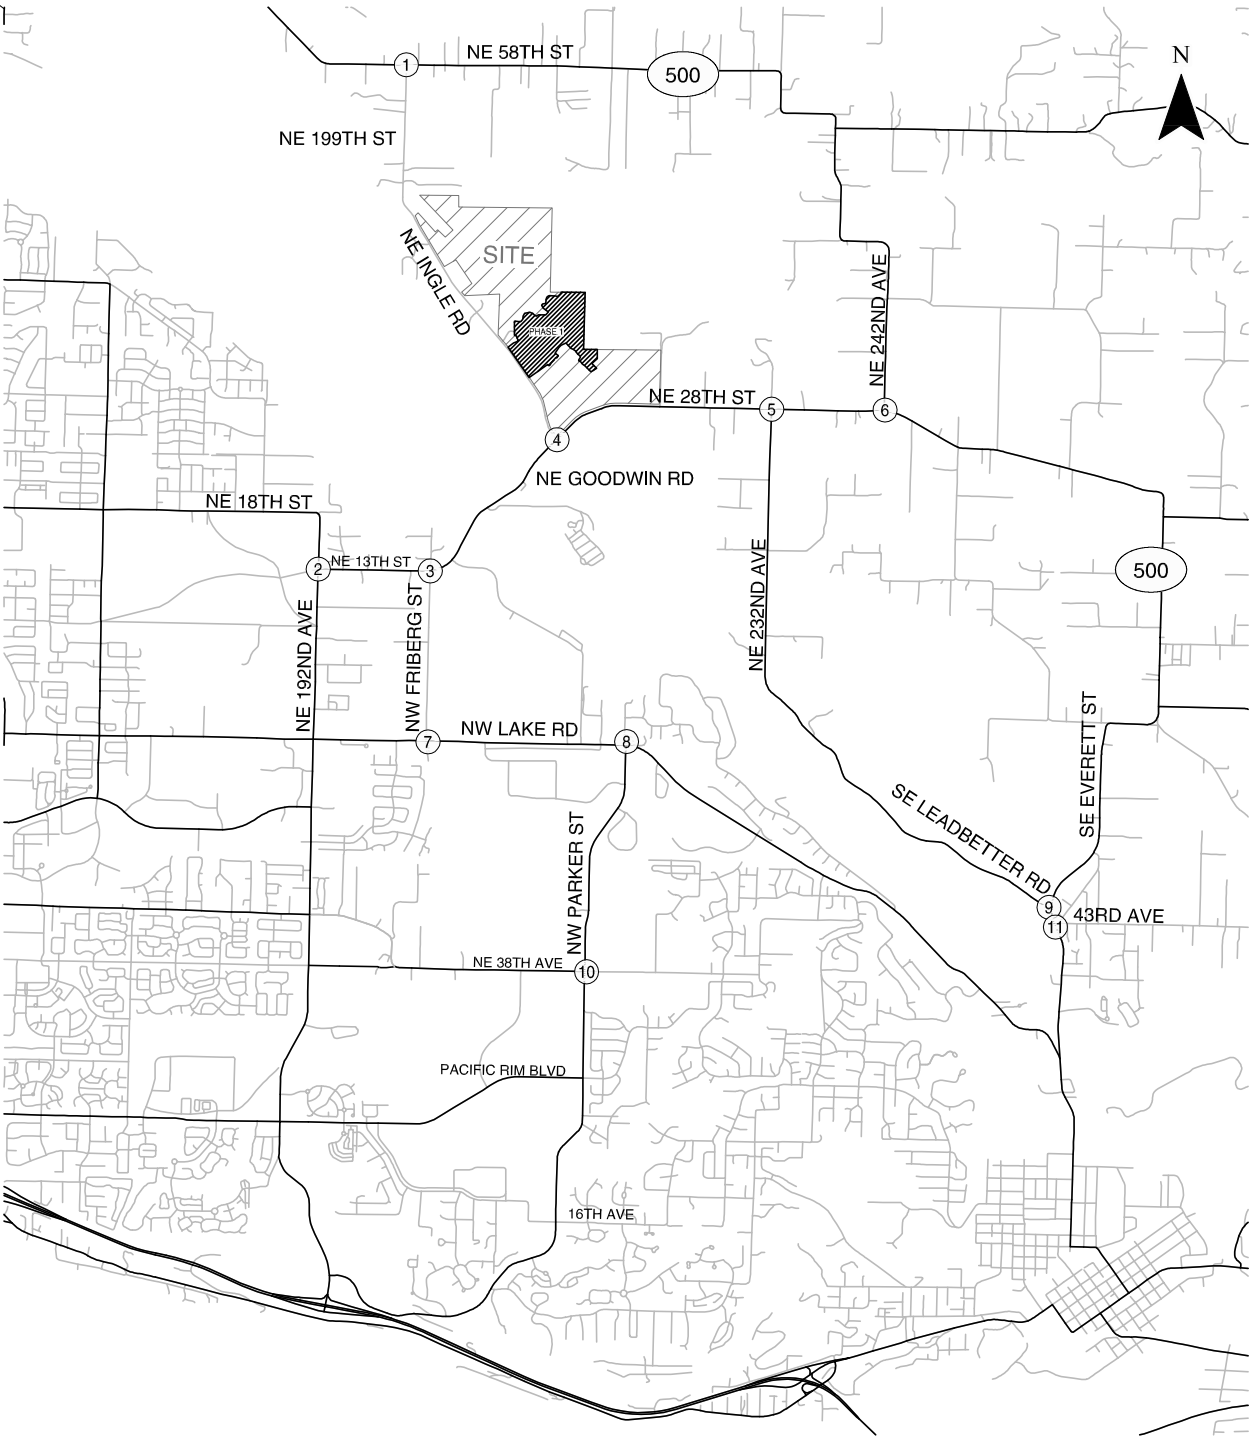 NE 58TH ST
1
500
N
NE 199TH ST
SITE
NE INGLE RD
NE 242ND AVE
PHASE 1
NE 28TH ST
5
6
4
NE GOODWIN RD
NE 18TH ST
NE 13TH ST
2
3
500
NE 232ND AVE
NE 192ND AVE
NW FRIBERG ST
NW LAKE RD
7
8
SE EVERETT ST
SE LEADBETTER RD
NW PARKER ST
9
43RD AVE
11
NE 38TH AVE
10
PACIFIC RIM BLVD
16TH AVE